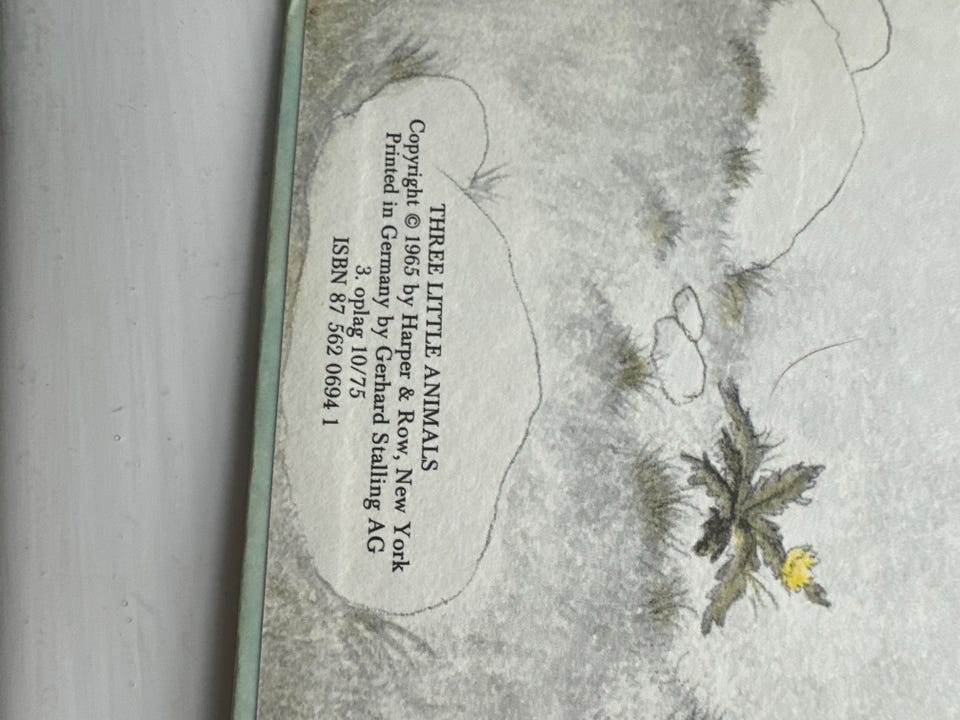 THREE LITTLE ANIMALS
Copyright © 1965 by Harper & Row, New York
Printed in Germany by Gerhard Stalling AG
3. oplag 10/75
ISBN 87 562 0694 1